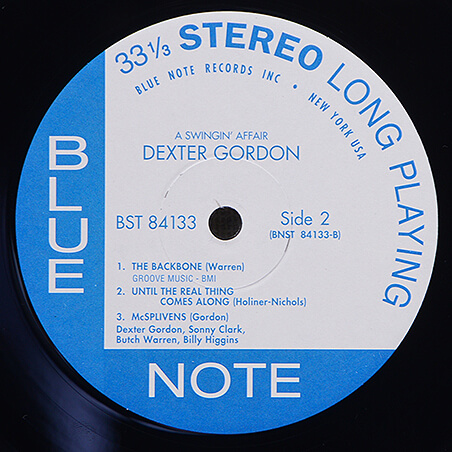 33 1/3 STEREO LONG PLAYING
BLUE NOTE RECORDS INC • NEW YORK USA
A SWINGIN' AFFAIR
DEXTER GORDON
BST 84133
Side 2
(BNST 84133-B)
1. THE BACKBONE (Warren)
GROOVE MUSIC - BMI
2. UNTIL THE REAL THING
COMES ALONG (Holiner-Nichols)
3. McSPLIVENS (Gordon)
Dexter Gordon, Sonny Clark,
Butch Warren, Billy Higgins
BLUE
NOTE